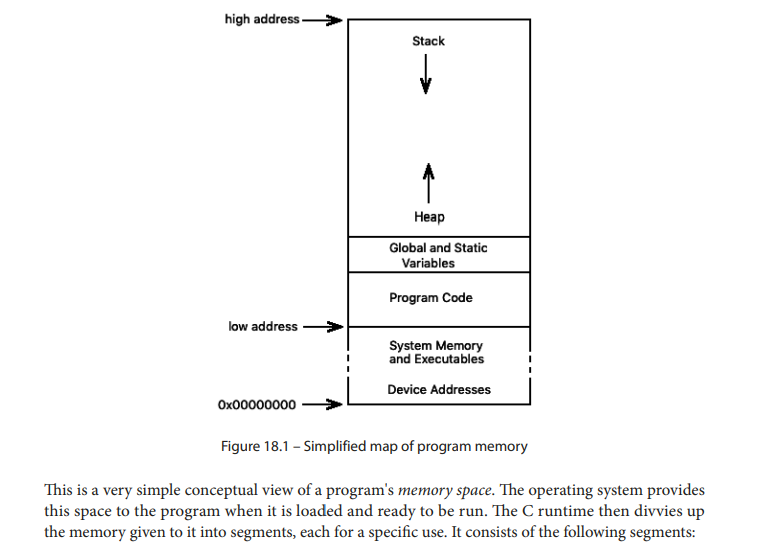 high address
Stack
Heap
Global and Static
Variables
Program Code
low address
System Memory
and Executables
Device Addresses
0x00000000
Figure 18.1 – Simplified map of program memory
This is a very simple conceptual view of a program's memory space. The operating system provides
this space to the program when it is loaded and ready to be run. The C runtime then divvies up
the memory given to it into segments, each for a specific use. It consists of the following segments: